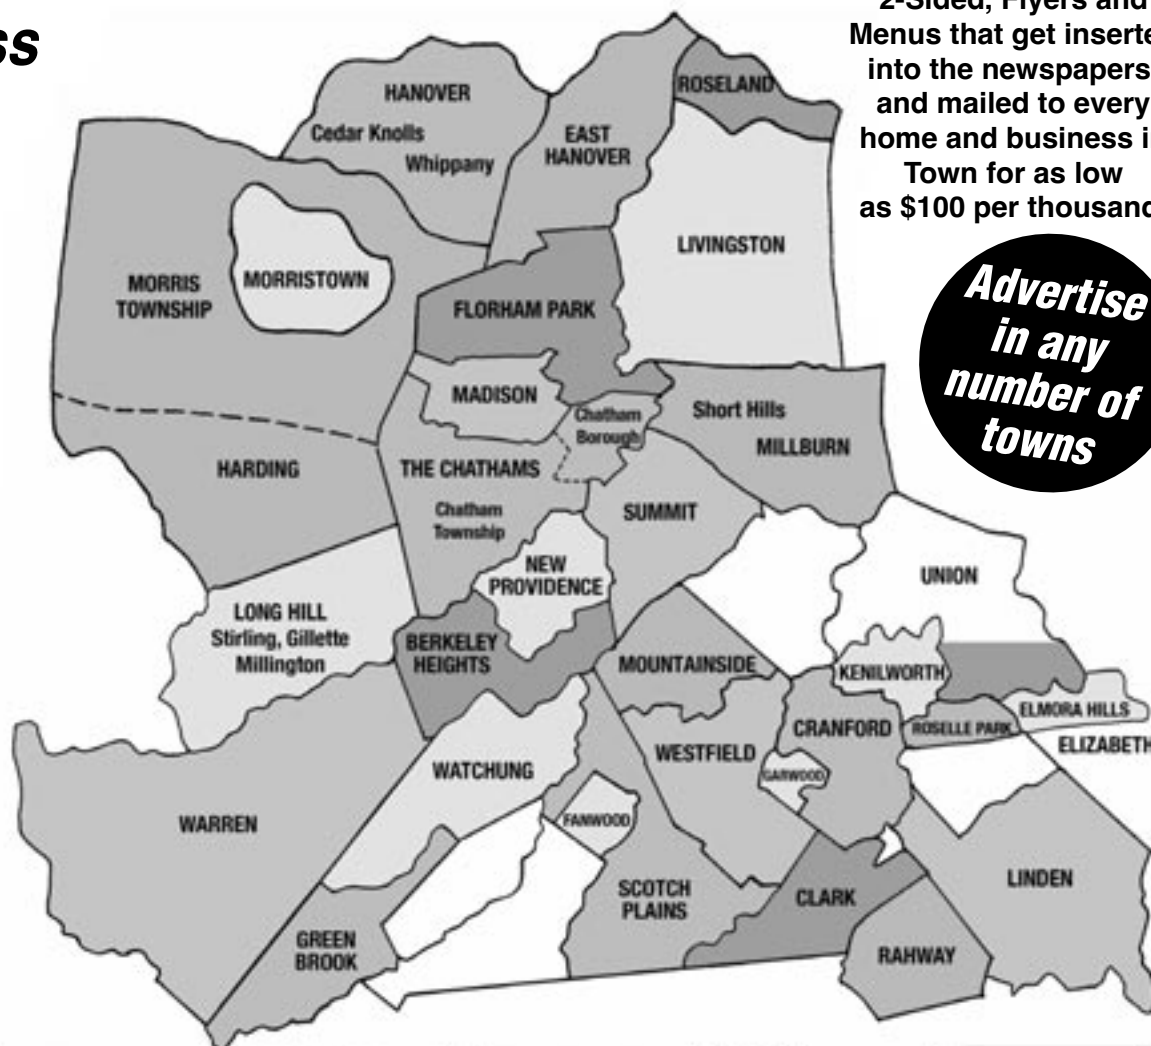 2-Sided, Flyers and
Menus that get inserte
into the newspapers
and mailed to every
home and business i
Town for as low
as $100 per thousand
Advertise
in any
number of
towns
HANOVER
Cedar Knolls
Whippany
EAST
HANOVER
ROSELAND
LIVINGSTON
MORRIS
TOWNSHIP
MORRISTOWN
FLORHAM PARK
MADISON
Chatham
Borough
Short Hills
MILLBURN
HARDING
THE CHATHAMS
Chatham
Township
SUMMIT
NEW
PROVIDENCE
UNION
LONG HILL
Stirling, Gillette
Millington
BERKELEY
HEIGHTS
MOUNTAINSIDE
KENILWORTH
ELMORA HILLS
ROSELLE PARK
CRANFORD
ELIZABETH
WESTFIELD
GARWOOD
WATCHUNG
FANWOOD
WARREN
SCOTCH
PLAINS
CLARK
LINDEN
GREEN
BROOK
RAHWAY